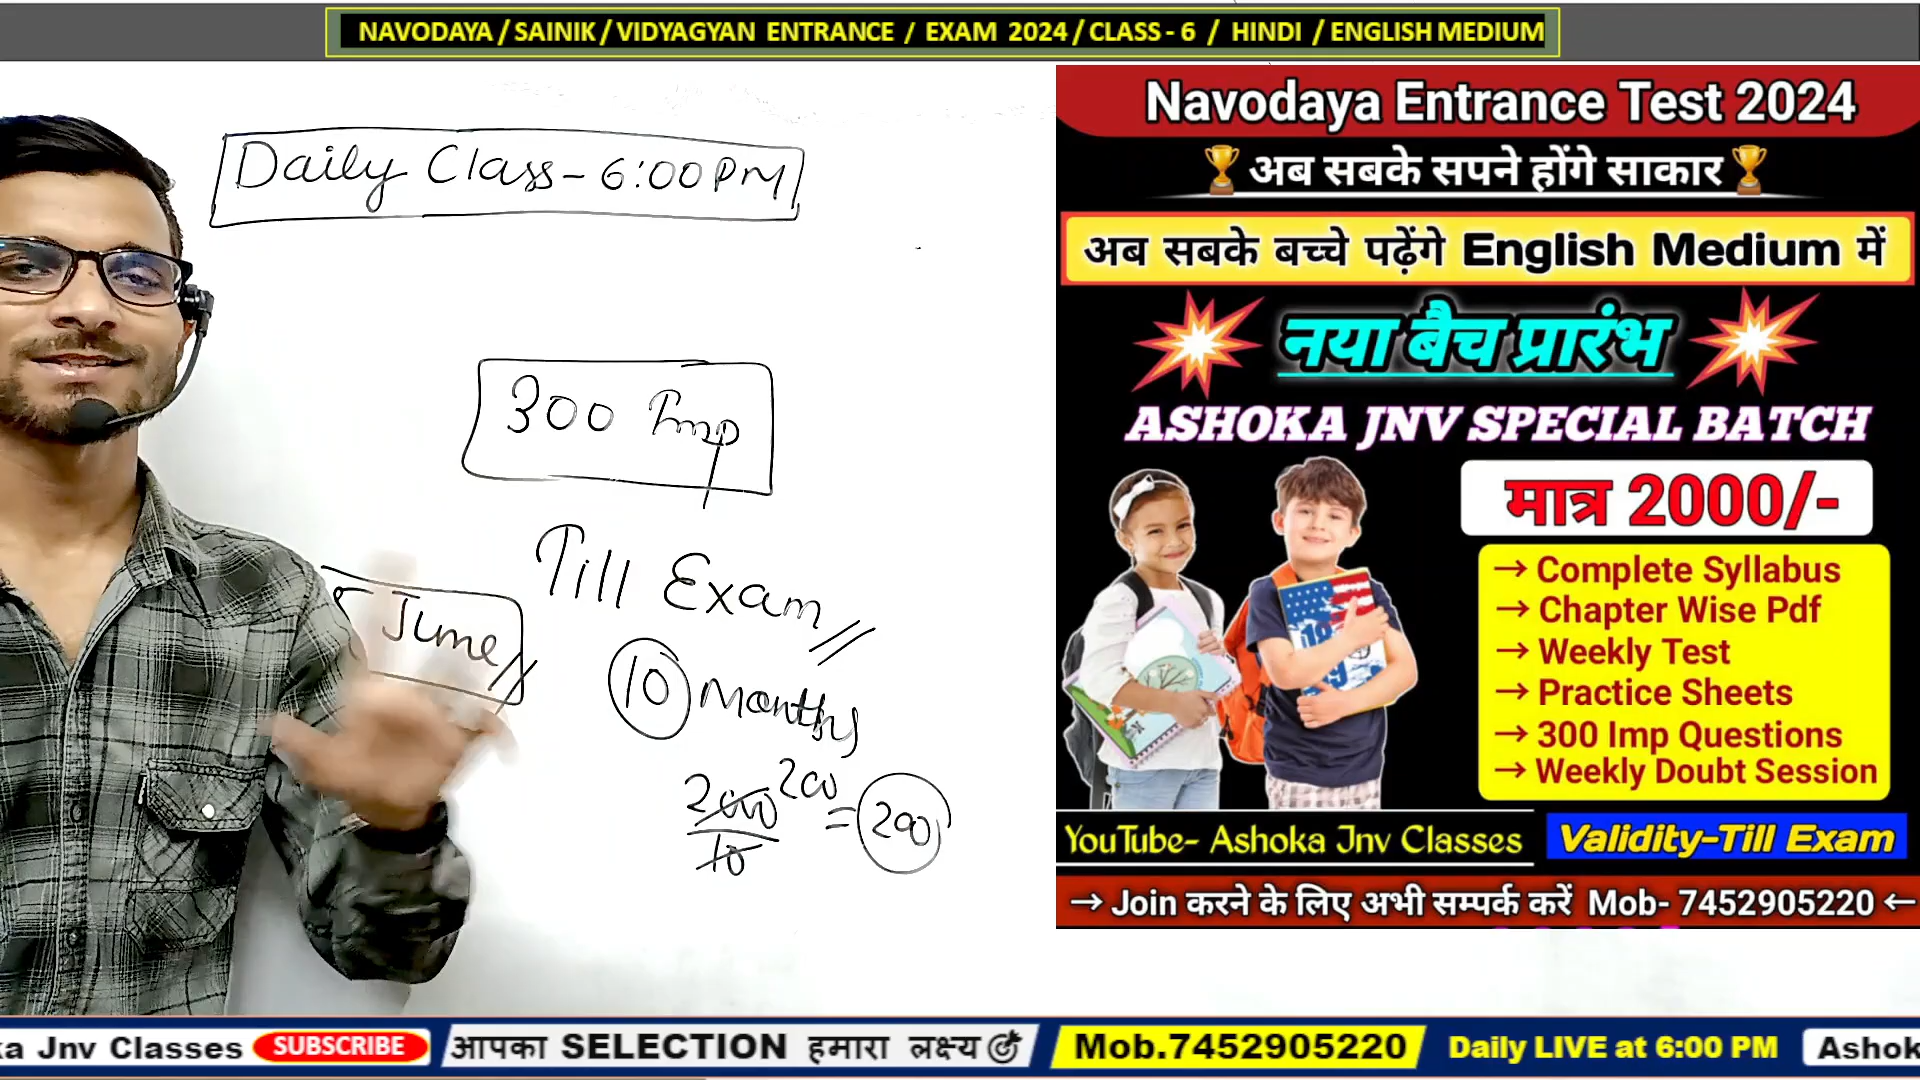 NAVODAYA / SAINIK / VIDYAGYAN ENTRANCE / EXAM 2024 / CLASS - 6 / HINDI / ENGLISH MEDIUM
Daily Class - 6:00 PM
300 Imp
Till Exam //
June //
10 Months
2000 200 = 200
10
Navodaya Entrance Test 2024
🏆अब सबके सपने होंगे साकार🏆
अब सबके बच्चे पढ़ेंगे English Medium में
नया बैच प्रारंभ
ASHOKA JNV SPECIAL BATCH
मात्र 2000/-
→ Complete Syllabus
→ Chapter Wise Pdf
→ Weekly Test
→ Practice Sheets
→ 300 Imp Questions
→ Weekly Doubt Session
YouTube- Ashoka Jnv Classes
Validity-Till Exam
→ Join करने के लिए अभी सम्पर्क करें Mob- 7452905220 ←
ka Jnv Classes SUBSCRIBE आपका SELECTION हमारा लक्ष्य Mob.7452905220 Daily LIVE at 6:00 PM Ashok